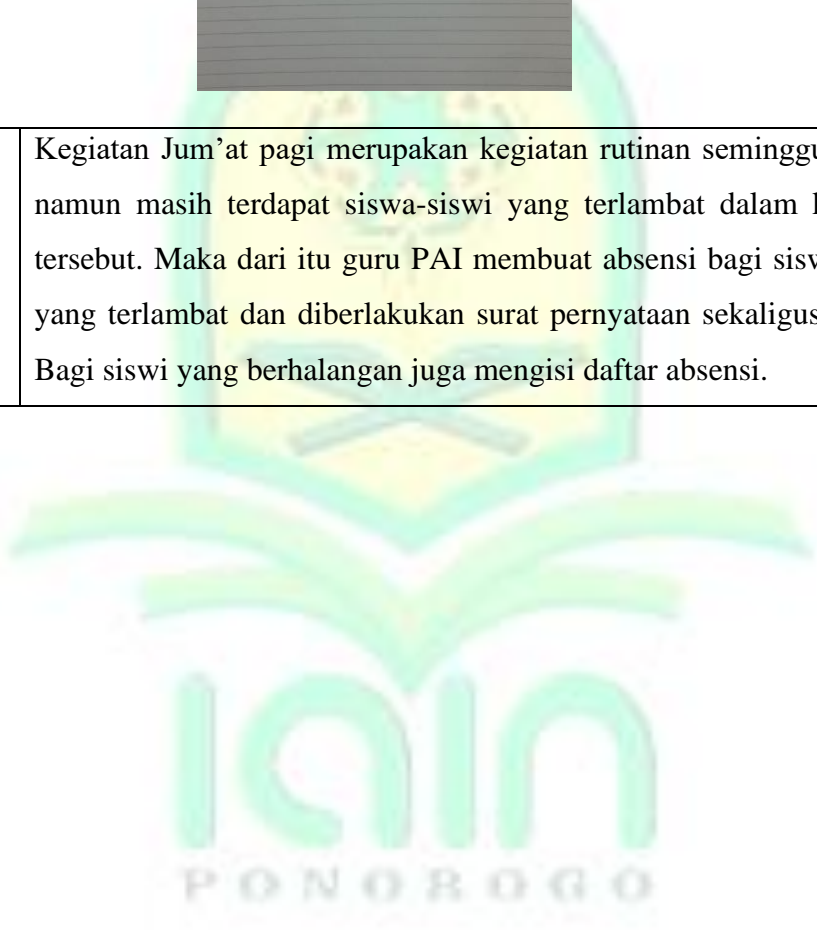 Kegiatan Jum’at pagi merupakan kegiatan rutinan seminggu
namun masih terdapat siswa-siswi yang terlambat dalam
tersebut. Maka dari itu guru PAI membuat absensi bagi
yang terlambat dan diberlakukan surat pernyataan sekaligus
Bagi siswi yang berhalangan juga mengisi daftar absensi.
iain
PONOROGO